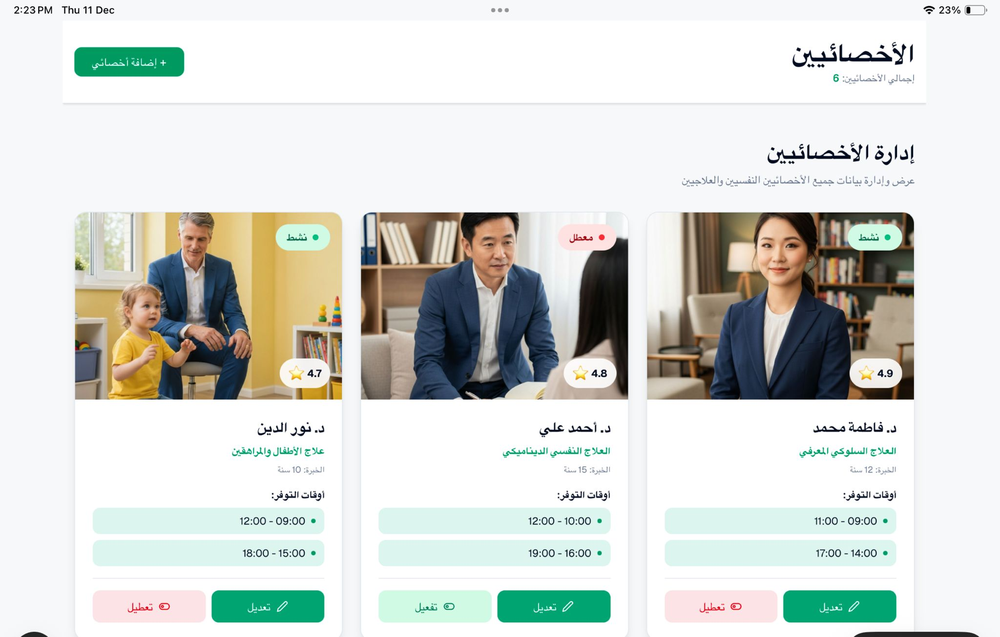 2:23 PM Thu 11 Dec
23%
الأخصائيين
إجمالي الأخصائيين: 6
+ إضافة أخصائي
إدارة الأخصائيين
عرض وإدارة بيانات جميع الأخصائيين النفسيين والعلاجيين
نشط
4.9
د. فاطمة محمد
العلاج السلوكي المعرفي
الخبرة: 12 سنة
أوقات التوفر:
09:00 - 11:00
14:00 - 17:00
تعديل
تعطيل
معطل
4.8
د. أحمد علي
العلاج النفسي الديناميكي
الخبرة: 15 سنة
أوقات التوفر:
10:00 - 12:00
16:00 - 19:00
تعديل
تفعيل
نشط
4.7
د. نور الدين
علاج الأطفال والمراهقين
الخبرة: 10 سنة
أوقات التوفر:
09:00 - 12:00
15:00 - 18:00
تعديل
تعطيل